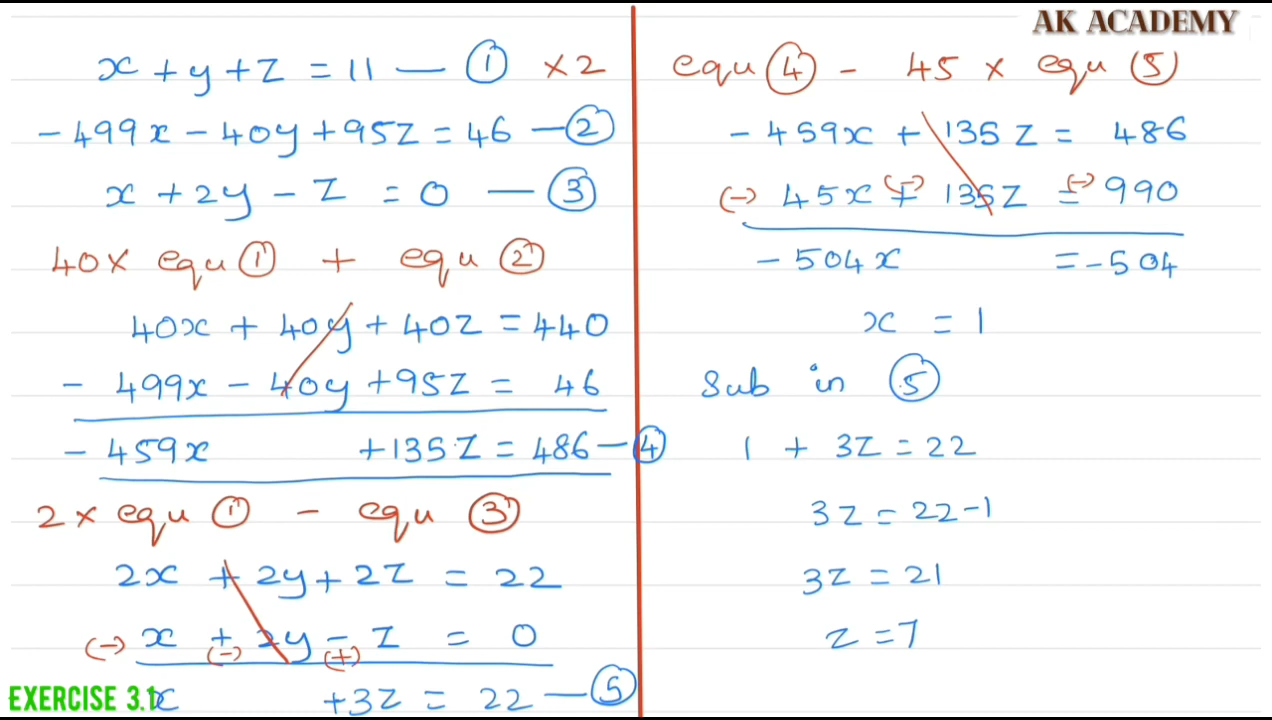 AK ACADEMY
x + y + z = 11 — ① × 2
- 499x - 40y + 95z = 46 — ②
x + 2y - z = 0 — ③
40 × equ ① + equ ②
40x + 40y + 40z = 440
- 499x - 40y + 95z = 46
- 459x + 135z = 486 — ④
2 × equ ① - equ ③
2x + 2y + 2z = 22
(-) x + (-) 2y - (+) z = 0
x + 3z = 22 — ⑤
EXERCISE 3.1
equ ④ - 45 × equ ⑤
- 459x + 135z = 486
(-) 45x + (-) 135z = (-) 990
- 504x = -504
x = 1
Sub in ⑤
1 + 3z = 22
3z = 22 - 1
3z = 21
z = 7